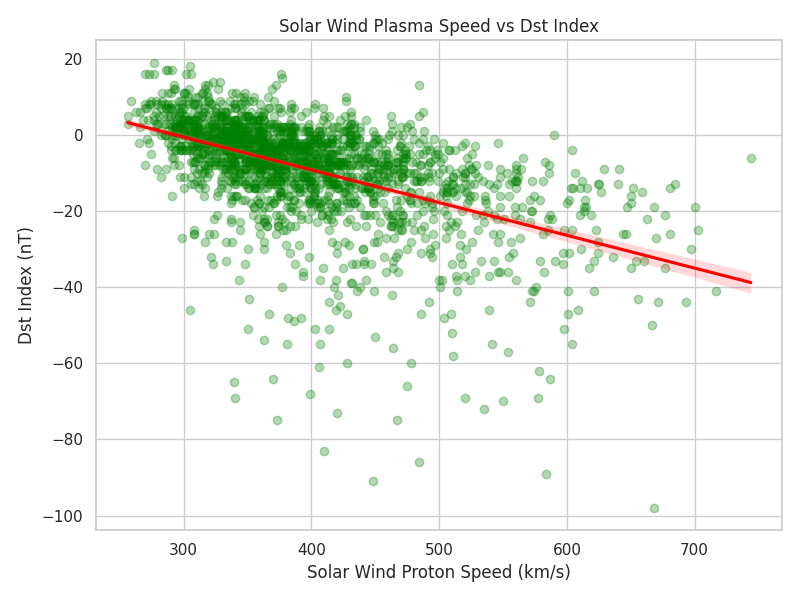 Solar Wind Plasma Speed vs Dst Index
Dst Index (nT)
20
0
−20
−40
−60
−80
−100
300 400 500 600 700
Solar Wind Proton Speed (km/s)